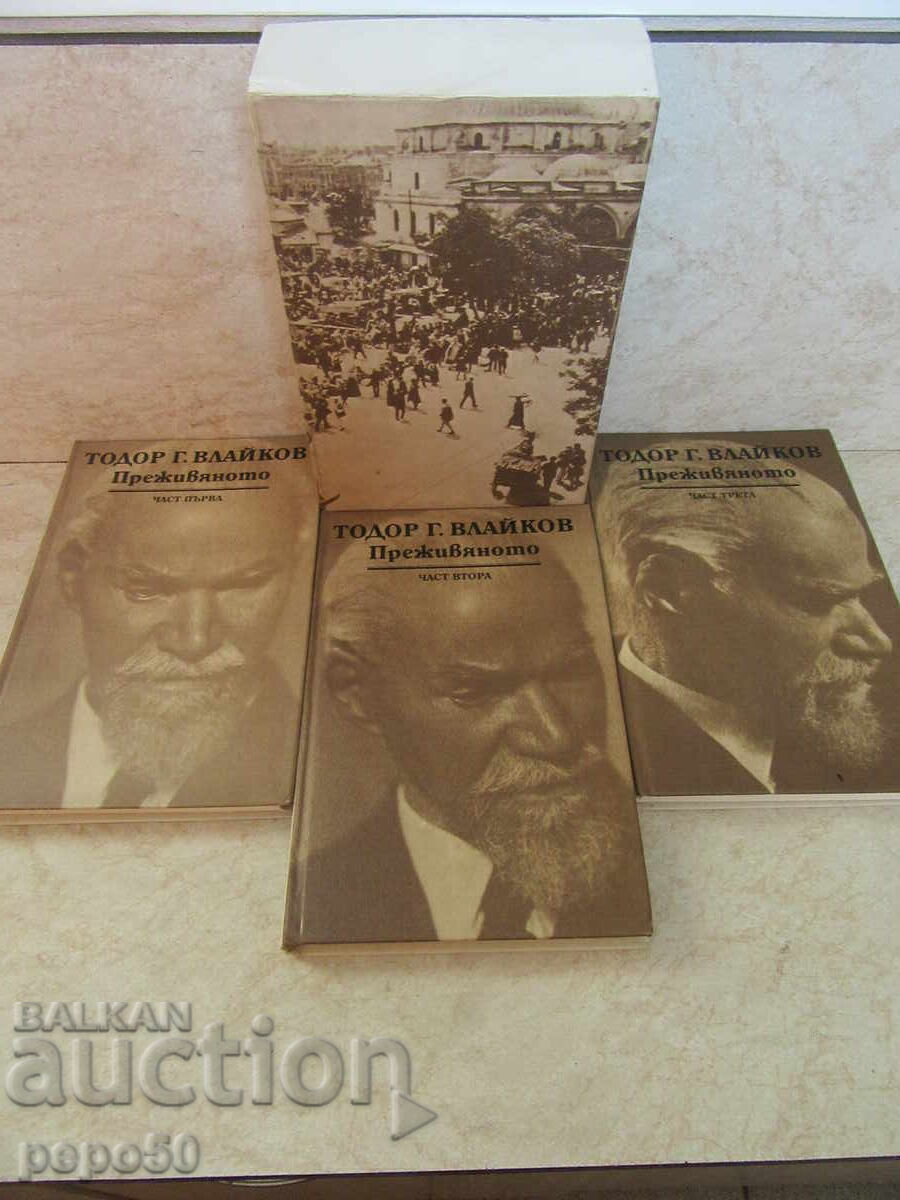 ТОДОР Г. ВЛАЙКОВ
Преживяното
ЧАСТ ПЪРВА
ТОДОР Г. ВЛАЙКОВ
Преживяното
ЧАСТ ВТОРА
ТОДОР Г. ВЛАЙКОВ
Преживяното
ЧАСТ ТРЕТА
BALKAN
auction
pepo50